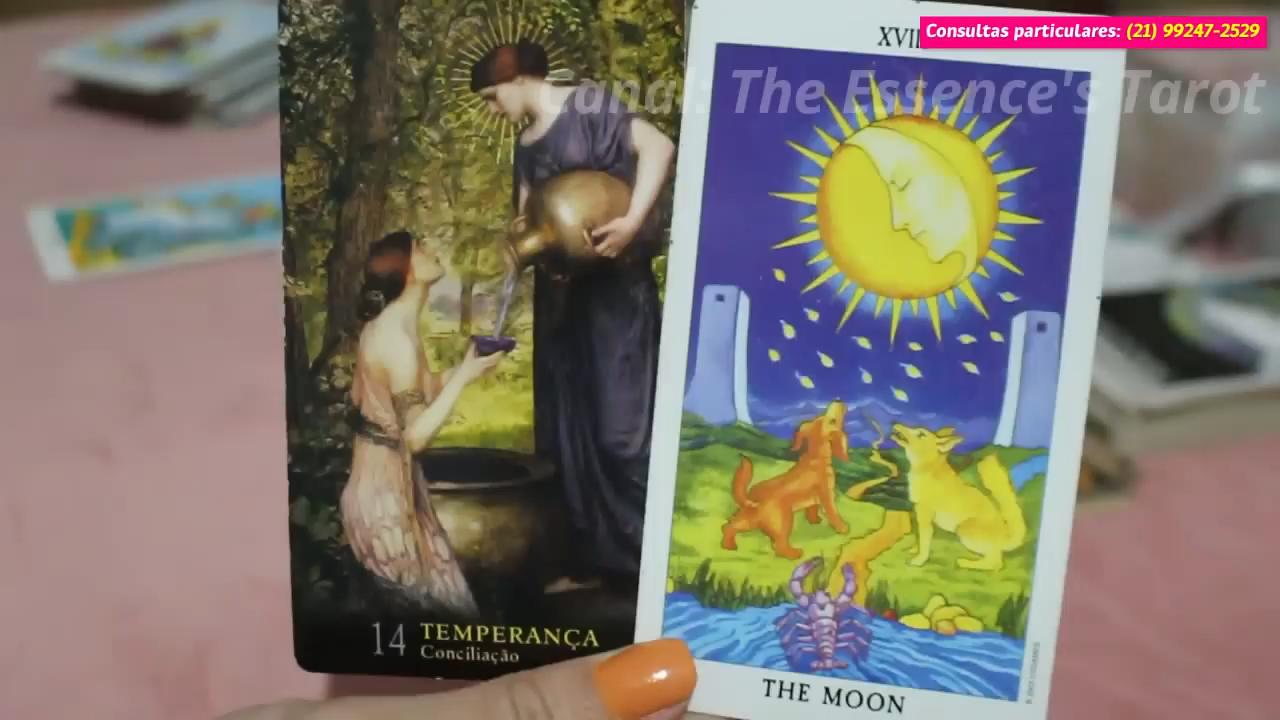 Consultas particulares: (21) 99247-2529
Canal: The Essence's Tarot
14 TEMPERANÇA
Conciliação
THE MOON